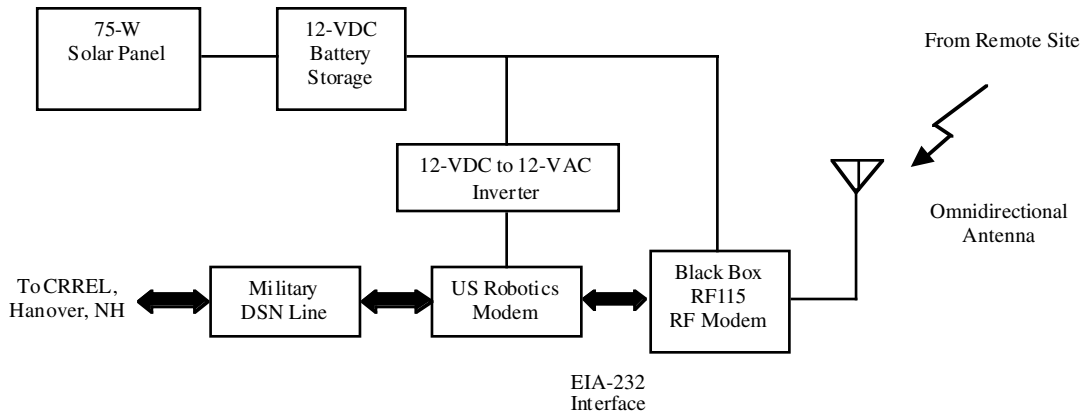 75-W
Solar Panel
12-VDC
Battery
Storage
From Remote Site
12-VDC to 12-VAC
Inverter
Omnidirectional
Antenna
To CRREL,
Hanover, NH
Military
DSN Line
US Robotics
Modem
Black Box
RF115
RF Modem
EIA-232
Interface